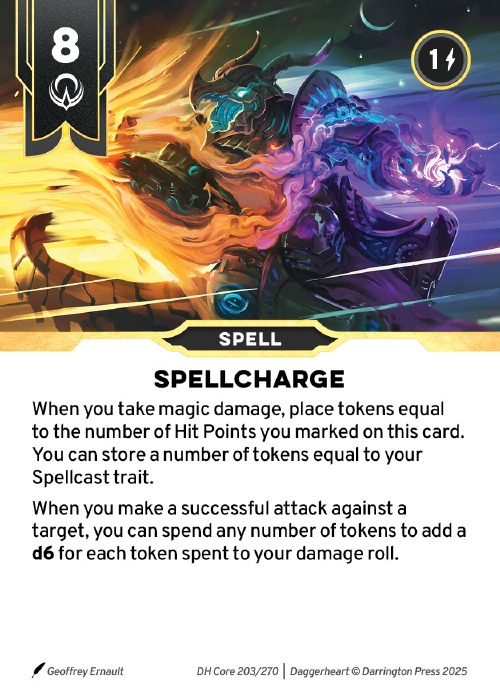 8
1
SPELL
SPELLCHARGE
When you take magic damage, place tokens equal
to the number of Hit Points you marked on this card.
You can store a number of tokens equal to your
Spellcast trait.
When you make a successful attack against a
target, you can spend any number of tokens to add a
d6 for each token spent to your damage roll.
Geoffrey Ernault DH Core 203/270 | Daggerheart © Darrington Press 2025